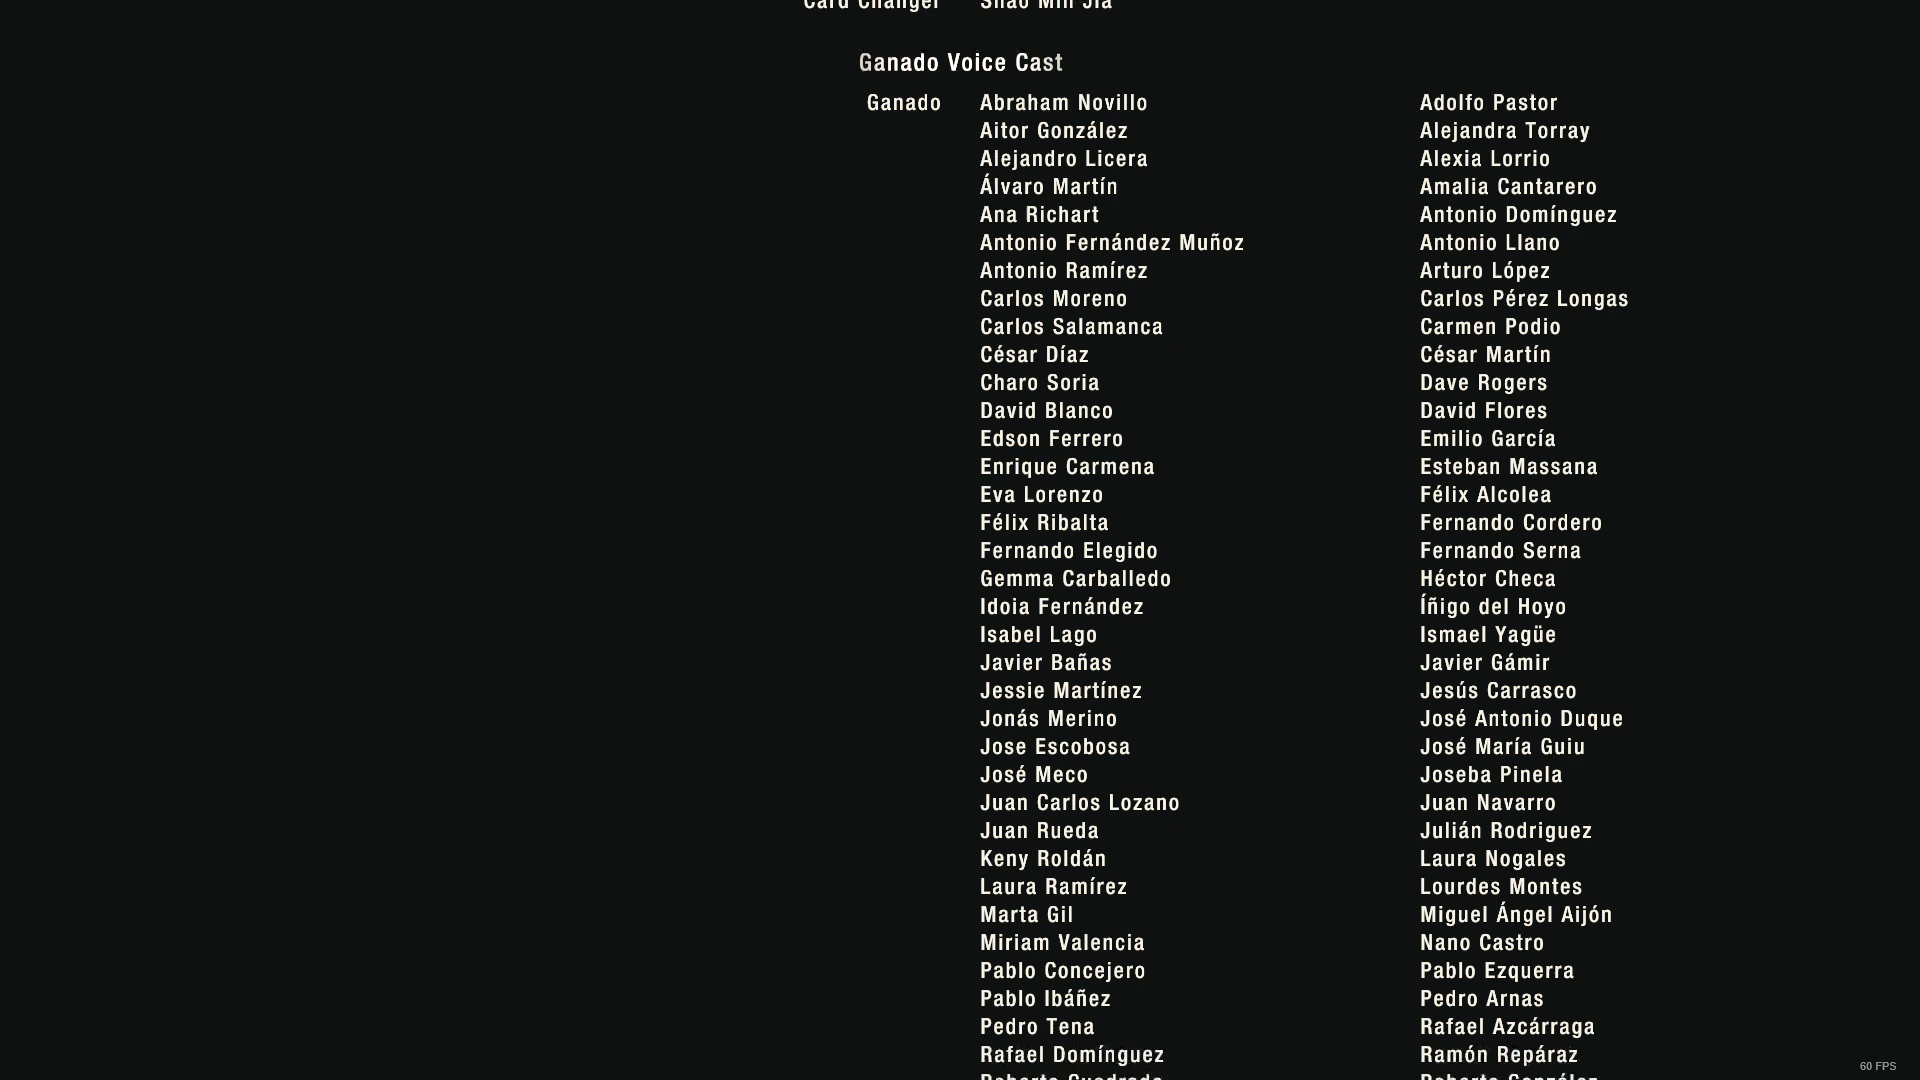 Card Changer Shao Min Jia
Ganado Voice Cast
Ganado Abraham Novillo Adolfo Pastor
Aitor González Alejandra Torray
Alejandro Licera Alexia Lorrio
Álvaro Martín Amalia Cantarero
Ana Richart Antonio Domínguez
Antonio Fernández Muñoz Antonio Llano
Antonio Ramírez Arturo López
Carlos Moreno Carlos Pérez Longas
Carlos Salamanca Carmen Podio
César Díaz César Martín
Charo Soria Dave Rogers
David Blanco David Flores
Edson Ferrero Emilio García
Enrique Carmena Esteban Massana
Eva Lorenzo Félix Alcolea
Félix Ribalta Fernando Cordero
Fernando Elegido Fernando Serna
Gemma Carballedo Héctor Checa
Idoia Fernández Íñigo del Hoyo
Isabel Lago Ismael Yagüe
Javier Bañas Javier Gámir
Jessie Martínez Jesús Carrasco
Jonás Merino José Antonio Duque
Jose Escobosa José María Guiu
José Meco Joseba Pinela
Juan Carlos Lozano Juan Navarro
Juan Rueda Julián Rodriguez
Keny Roldán Laura Nogales
Laura Ramírez Lourdes Montes
Marta Gil Miguel Ángel Aijón
Miriam Valencia Nano Castro
Pablo Concejero Pablo Ezquerra
Pablo Ibáñez Pedro Arnas
Pedro Tena Rafael Azcárraga
Rafael Domínguez Ramón Repáraz
Roberto González
60 FPS